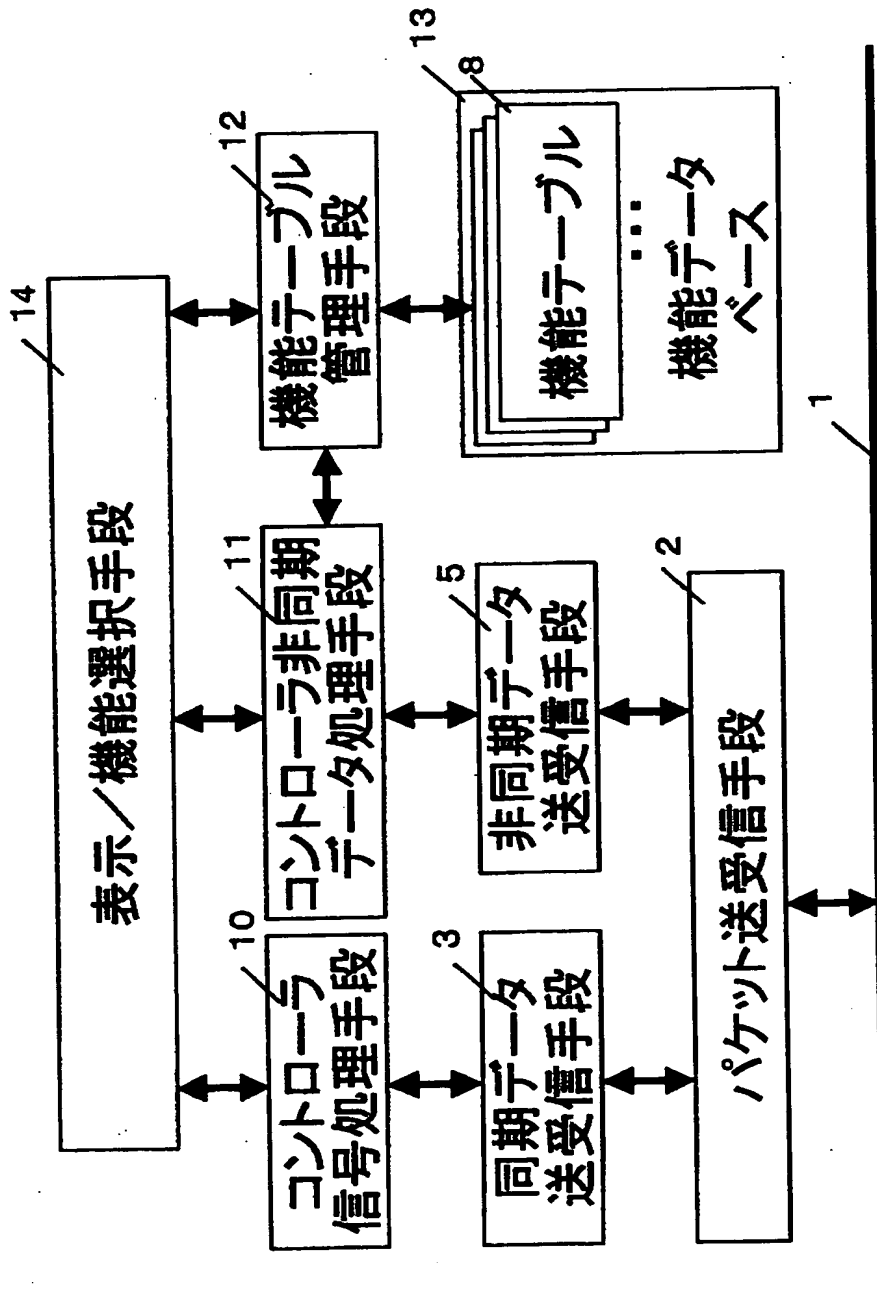 14
表示／機能選択手段
10
コントローラ
信号処理手段
11
コントローラ非同期
データ処理手段
12
機能テーブル
管理手段
3
同期データ
送受信手段
5
非同期データ
送受信手段
13
8
機能テーブル
...
機能データ
ベース
2
パケット送受信手段
1